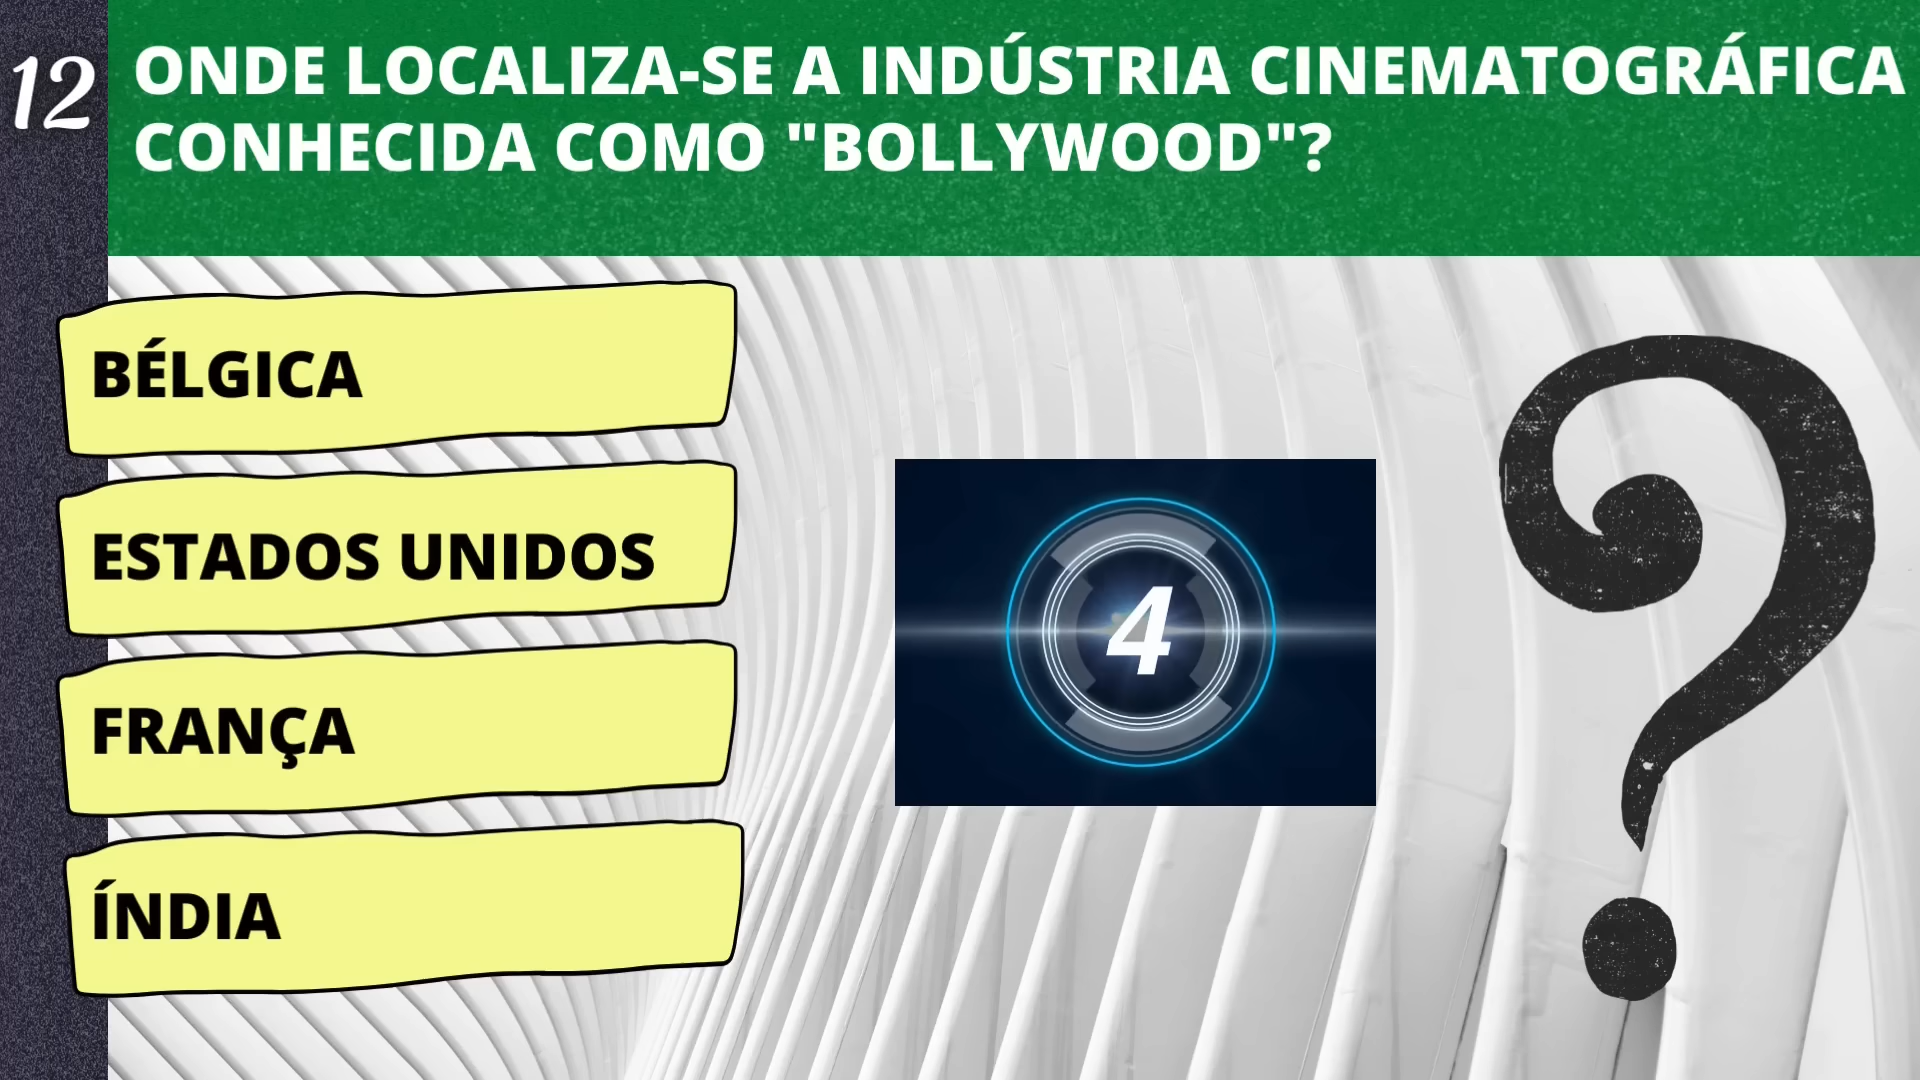 12
ONDE LOCALIZA-SE A INDÚSTRIA CINEMATOGRÁFICA
CONHECIDA COMO "BOLLYWOOD"?
BÉLGICA
ESTADOS UNIDOS
FRANÇA
ÍNDIA
4
?